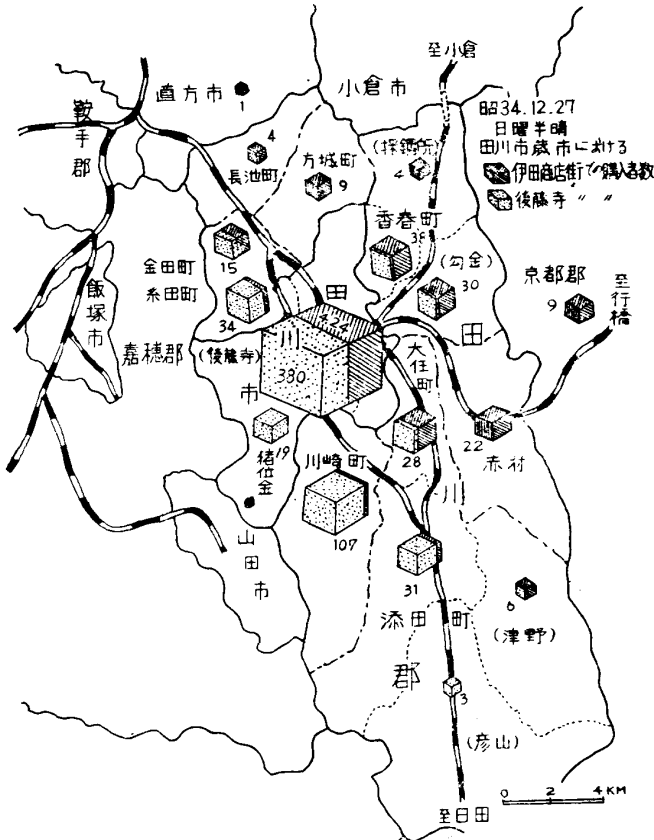 至小倉
直方市
1
小倉市
鞍手郡
昭34.12.27
日曜半晴
田川市歳市における
伊田商店街での購入者数
後藤寺 〃 〃
4
長池町
方城町
9
(採銅所)
4
香春町
38
金田町
15
糸田町
34
(勾金)
30
京都郡
9
至行橋
飯塚市
嘉穂郡
(後藤寺)
田
川
市
424
330
田
大任町
28
22
赤村
猪位金
19
川崎町
107
川
山田市
31
添田町
6
(津野)
郡
3
(彦山)
至日田
0 2 4 KM